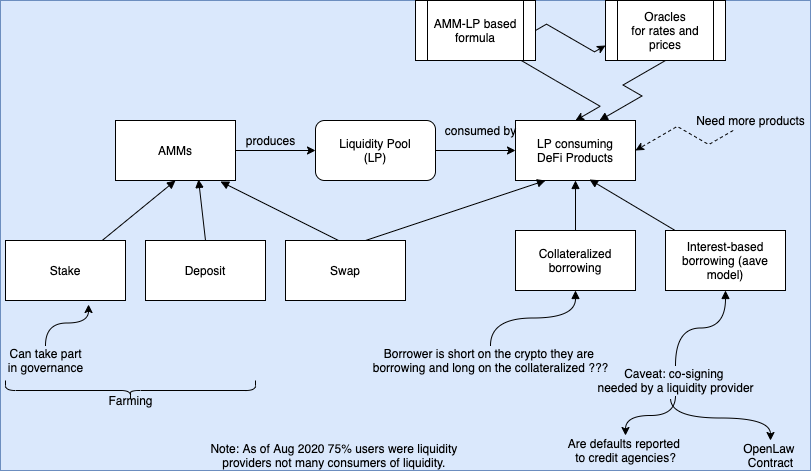 AMM-LP based
formula
Oracles
for rates and
prices
Need more products
AMMs
produces
Liquidity Pool
(LP)
consumed by
LP consuming
DeFi Products
Stake
Deposit
Swap
Collateralized
borrowing
Interest-based
borrowing (aave
model)
Can take part
in governance
Borrower is short on the crypto they are
borrowing and long on the collateralized ???
Caveat: co-signing
needed by a liquidity provider
Farming
Are defaults reported
to credit agencies?
OpenLaw
Contract
Note: As of Aug 2020 75% users were liquidity
providers not many consumers of liquidity.